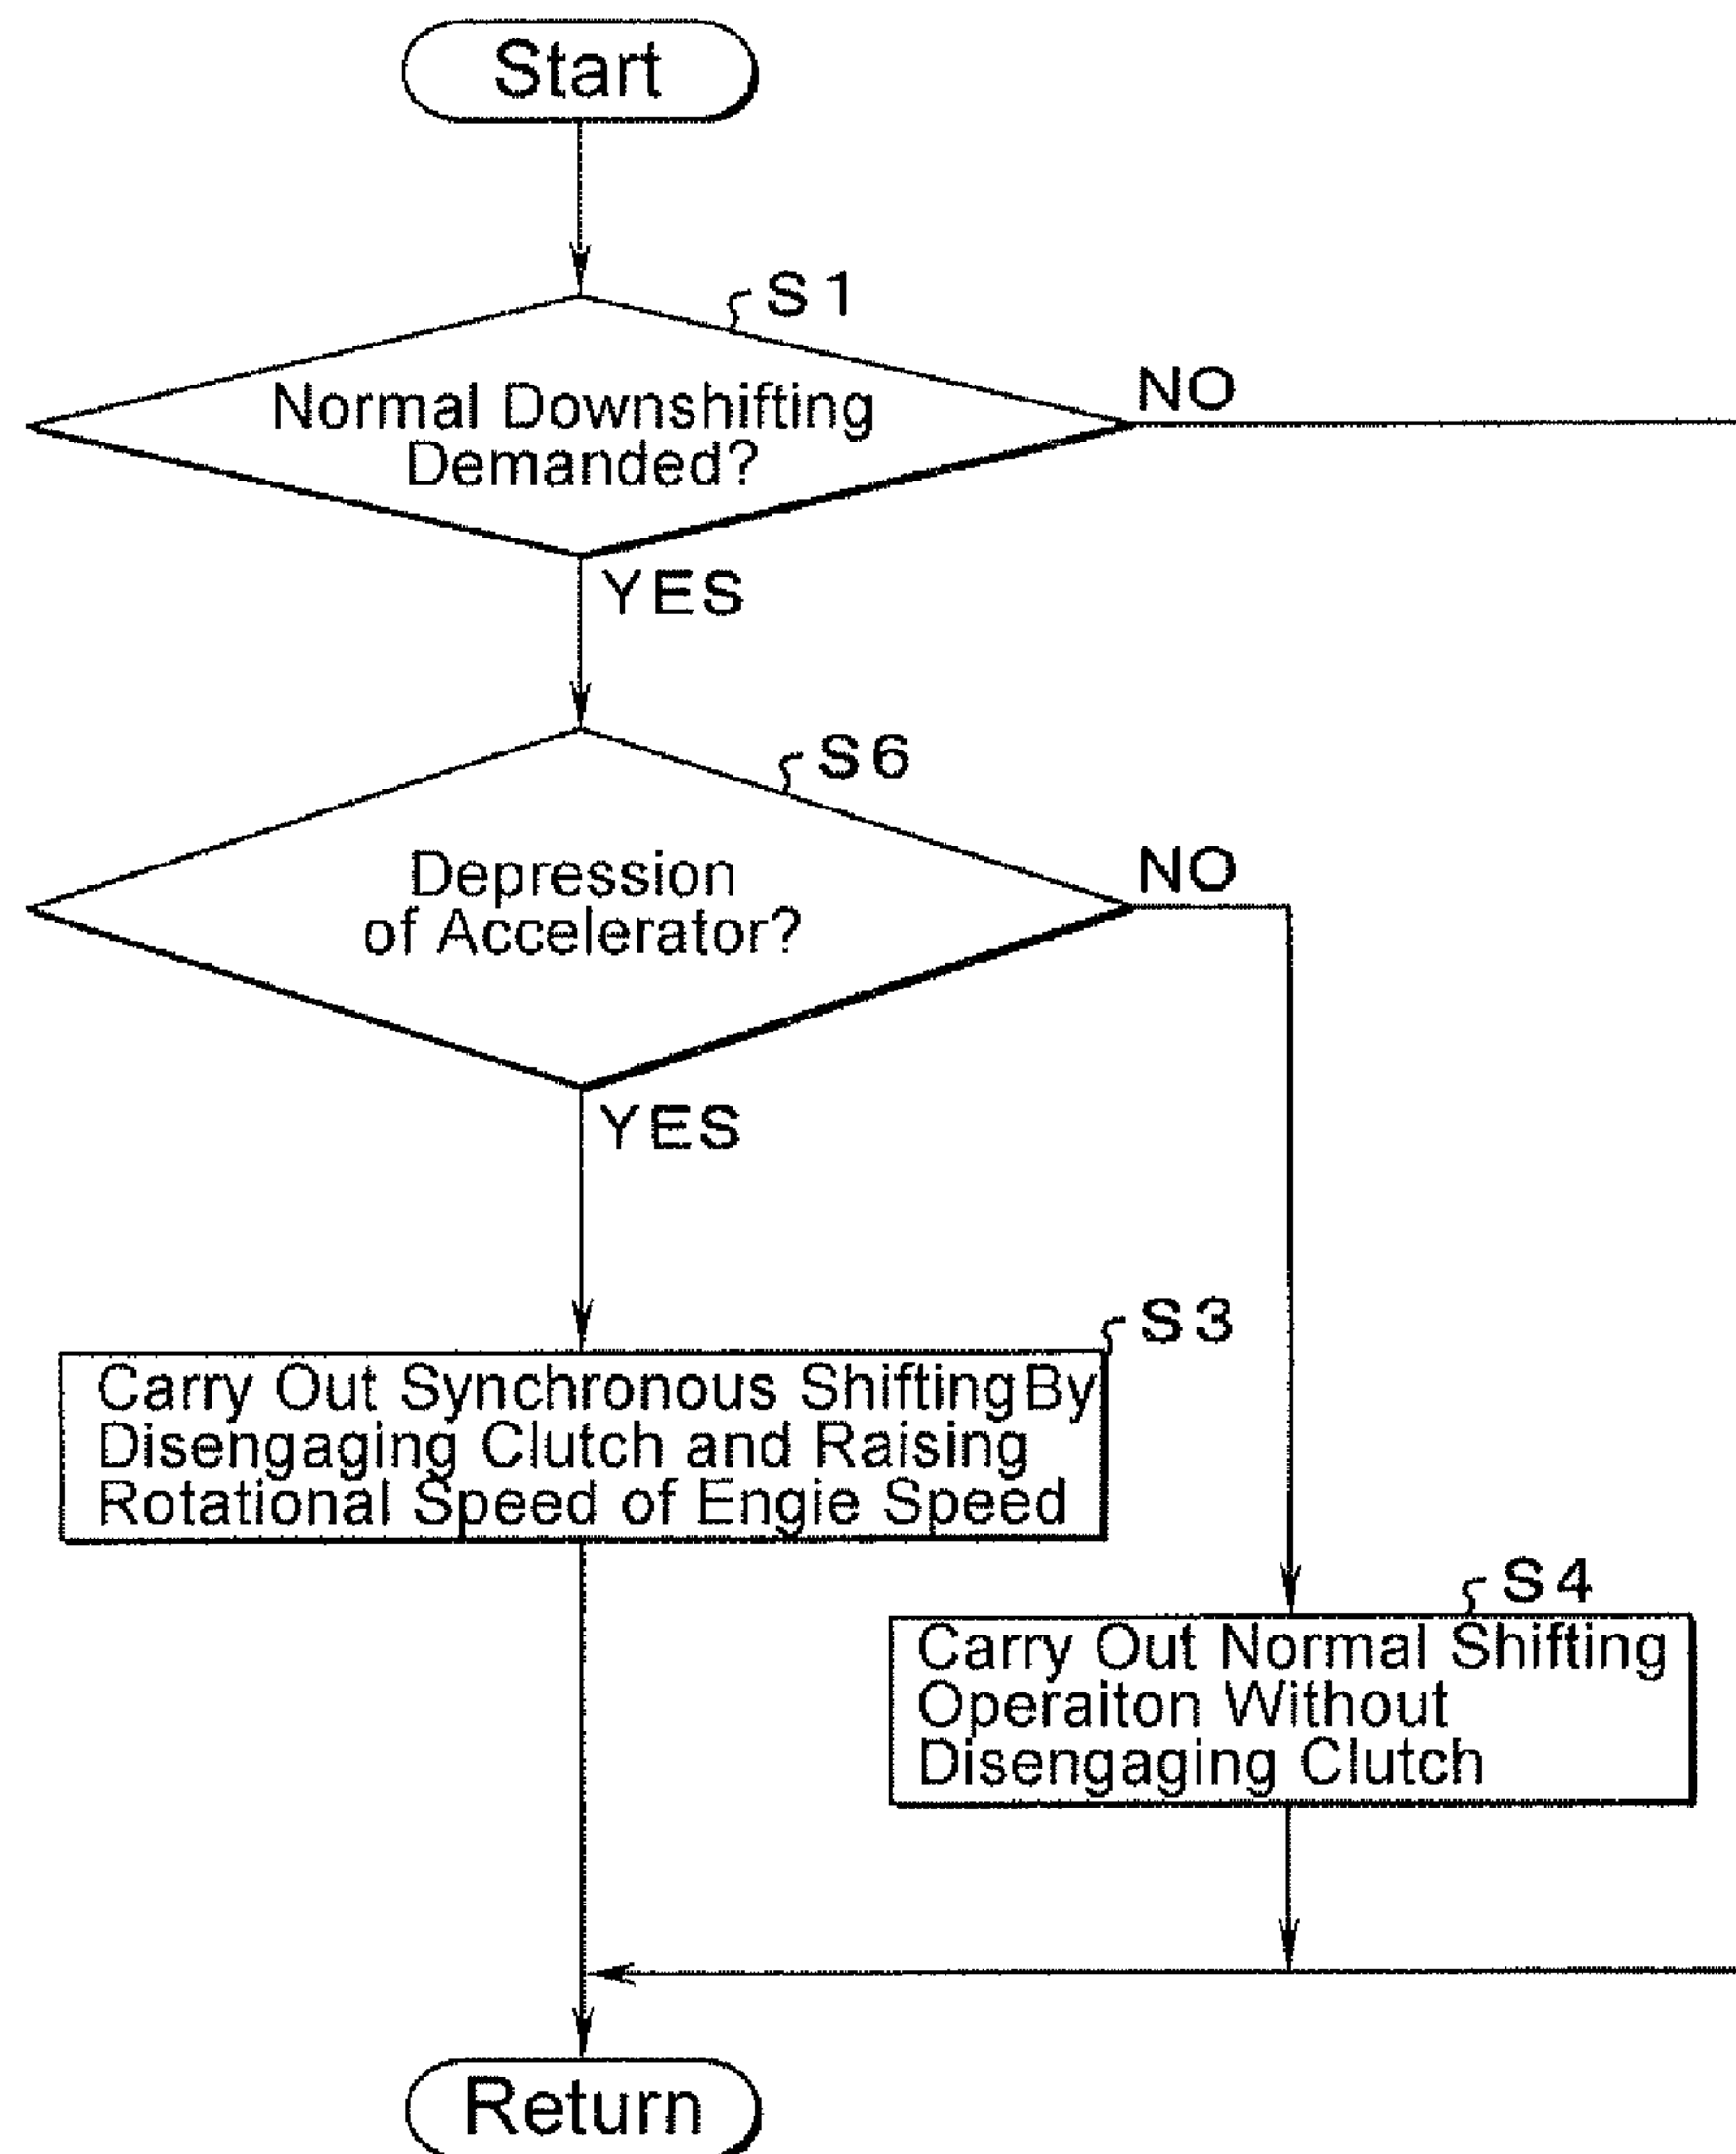 Start
S1
Normal Downshifting
Demanded?
NO
YES
S6
Depression
of Accelerator?
NO
YES
S3
Carry Out Synchronous Shifting By
Disengaging Clutch and Raising
Rotational Speed of Engie Speed
S4
Carry Out Normal Shifting
Operaiton Without
Disengaging Clutch
Return